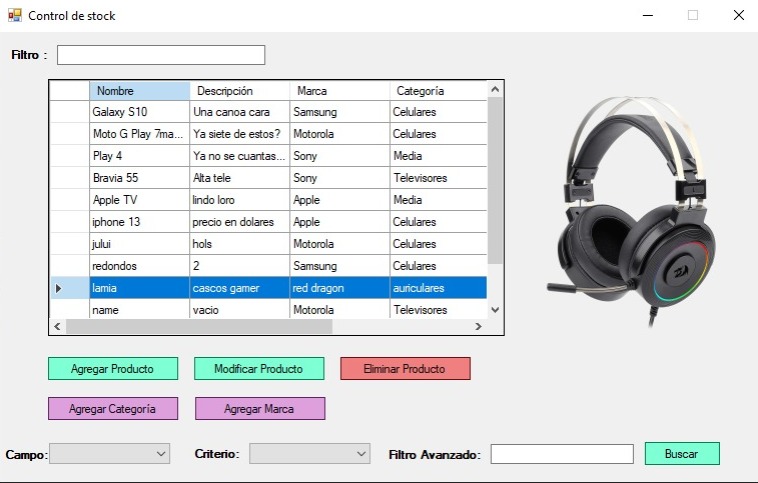 Control de stock
Filtro :
Nombre Descripción Marca Categoría
Galaxy S10 Una canoa cara Samsung Celulares
Moto G Play 7ma... Ya siete de estos? Motorola Celulares
Play 4 Ya no se cuantas... Sony Media
Bravia 55 Alta tele Sony Televisores
Apple TV lindo loro Apple Media
iphone 13 precio en dolares Apple Celulares
jului hols Motorola Celulares
redondos 2 Samsung Celulares
lamia cascos gamer red dragon auriculares
name vacio Motorola Televisores
Agregar Producto Modificar Producto Eliminar Producto
Agregar Categoría Agregar Marca
Campo: Criterio: Filtro Avanzado: Buscar